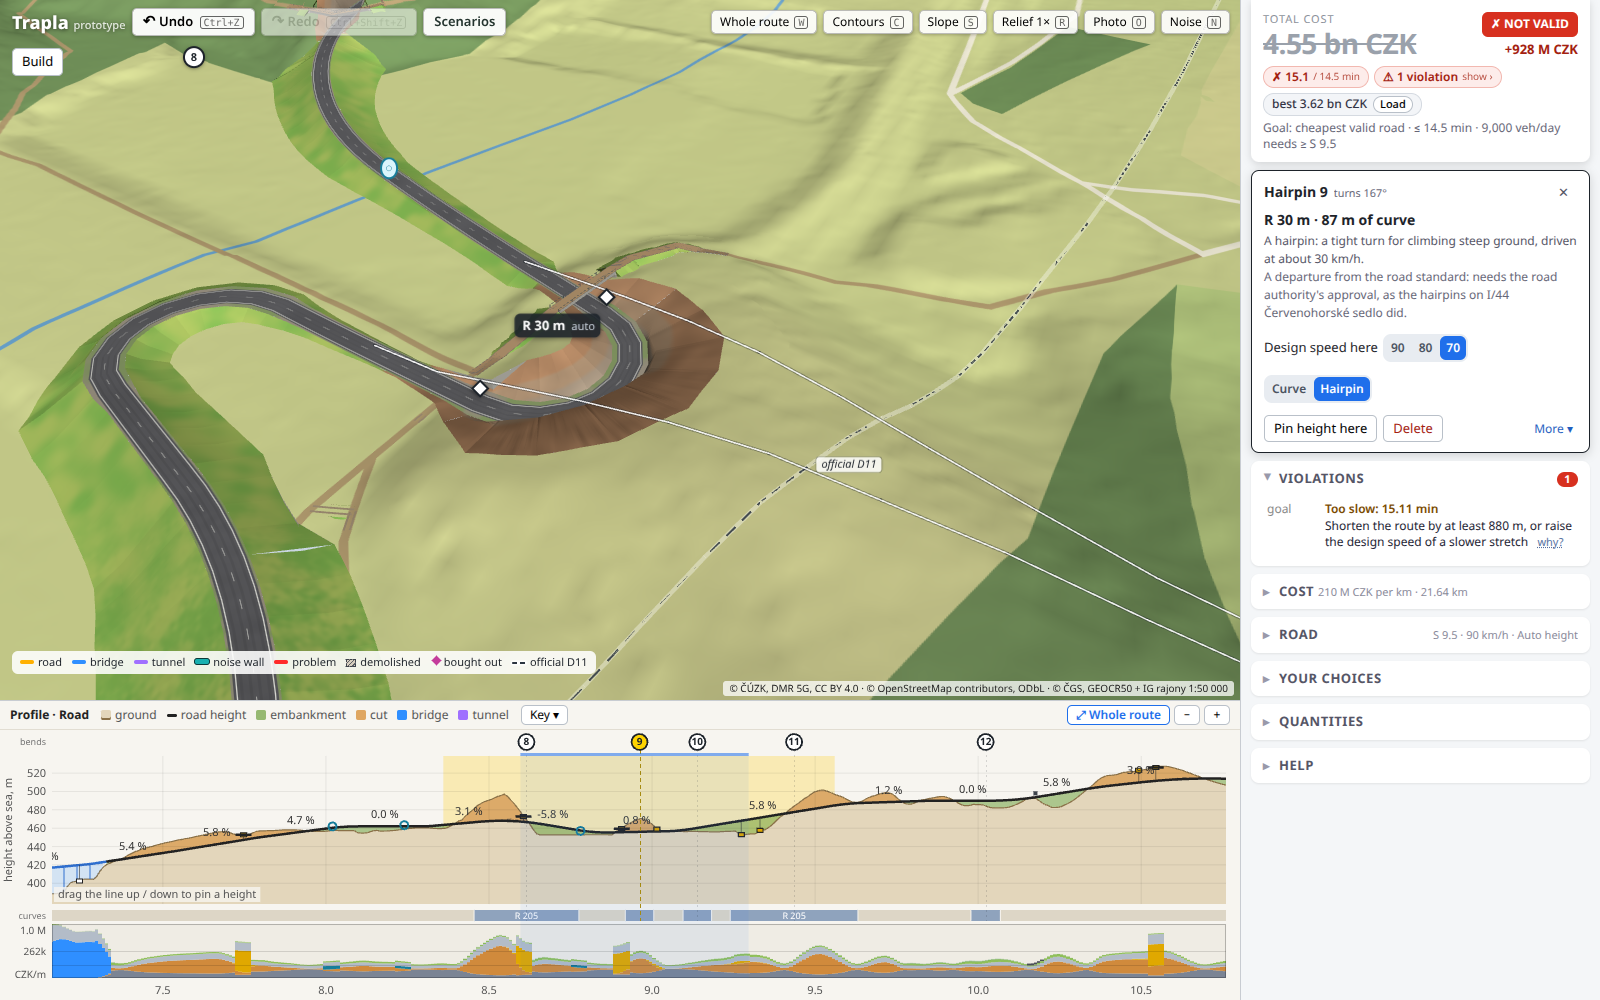 Trapla prototype
↶ Undo Ctrl+Z
↷ Redo Ctrl+Shift+Z
Scenarios
Whole route W
Contours C
Slope S
Relief 1× R
Photo O
Noise N
Build
8
R 30 m auto
official D11
road
bridge
tunnel
noise wall
problem
demolished
bought out
official D11
© ČÚZK, DMR 5G, CC BY 4.0 · © OpenStreetMap contributors, ODbL · © ČGS, GEOCR50 + IG rajony 1:50 000
TOTAL COST
4.55 bn CZK
✗ NOT VALID
+928 M CZK
✗ 15.1 / 14.5 min
⚠ 1 violation show ›
best 3.62 bn CZK Load
Goal: cheapest valid road · ≤ 14.5 min · 9,000 veh/day
needs ≥ S 9.5
Hairpin 9 turns 167° ✕
R 30 m · 87 m of curve
A hairpin: a tight turn for climbing steep ground, driven
at about 30 km/h.
A departure from the road standard: needs the road
authority's approval, as the hairpins on I/44
Červenohorské sedlo did.
Design speed here 90 80 70
Curve Hairpin
Pin height here
Delete
More ▾
▼ VIOLATIONS 1
goal
Too slow: 15.11 min
Shorten the route by at least 880 m, or raise
the design speed of a slower stretch why?
▶ COST 210 M CZK per km · 21.64 km
▶ ROAD S 9.5 · 90 km/h · Auto height
▶ YOUR CHOICES
▶ QUANTITIES
▶ HELP
Profile · Road
ground
road height
embankment
cut
bridge
tunnel
Key ▾
⤢ Whole route
−
+
bends
8 9 10 11 12
height above sea, m
520
500
480
460
440
420
400
%
5.4 %
5.8 %
4.7 %
0.0 %
3.1 %
-5.8 %
0.8 %
5.8 %
1.2 %
0.0 %
5.8 %
drag the line up / down to pin a height
curves
R 205
R 205
1.0 M
262k
CZK/m
7.5 8.0 8.5 9.0 9.5 10.0 10.5